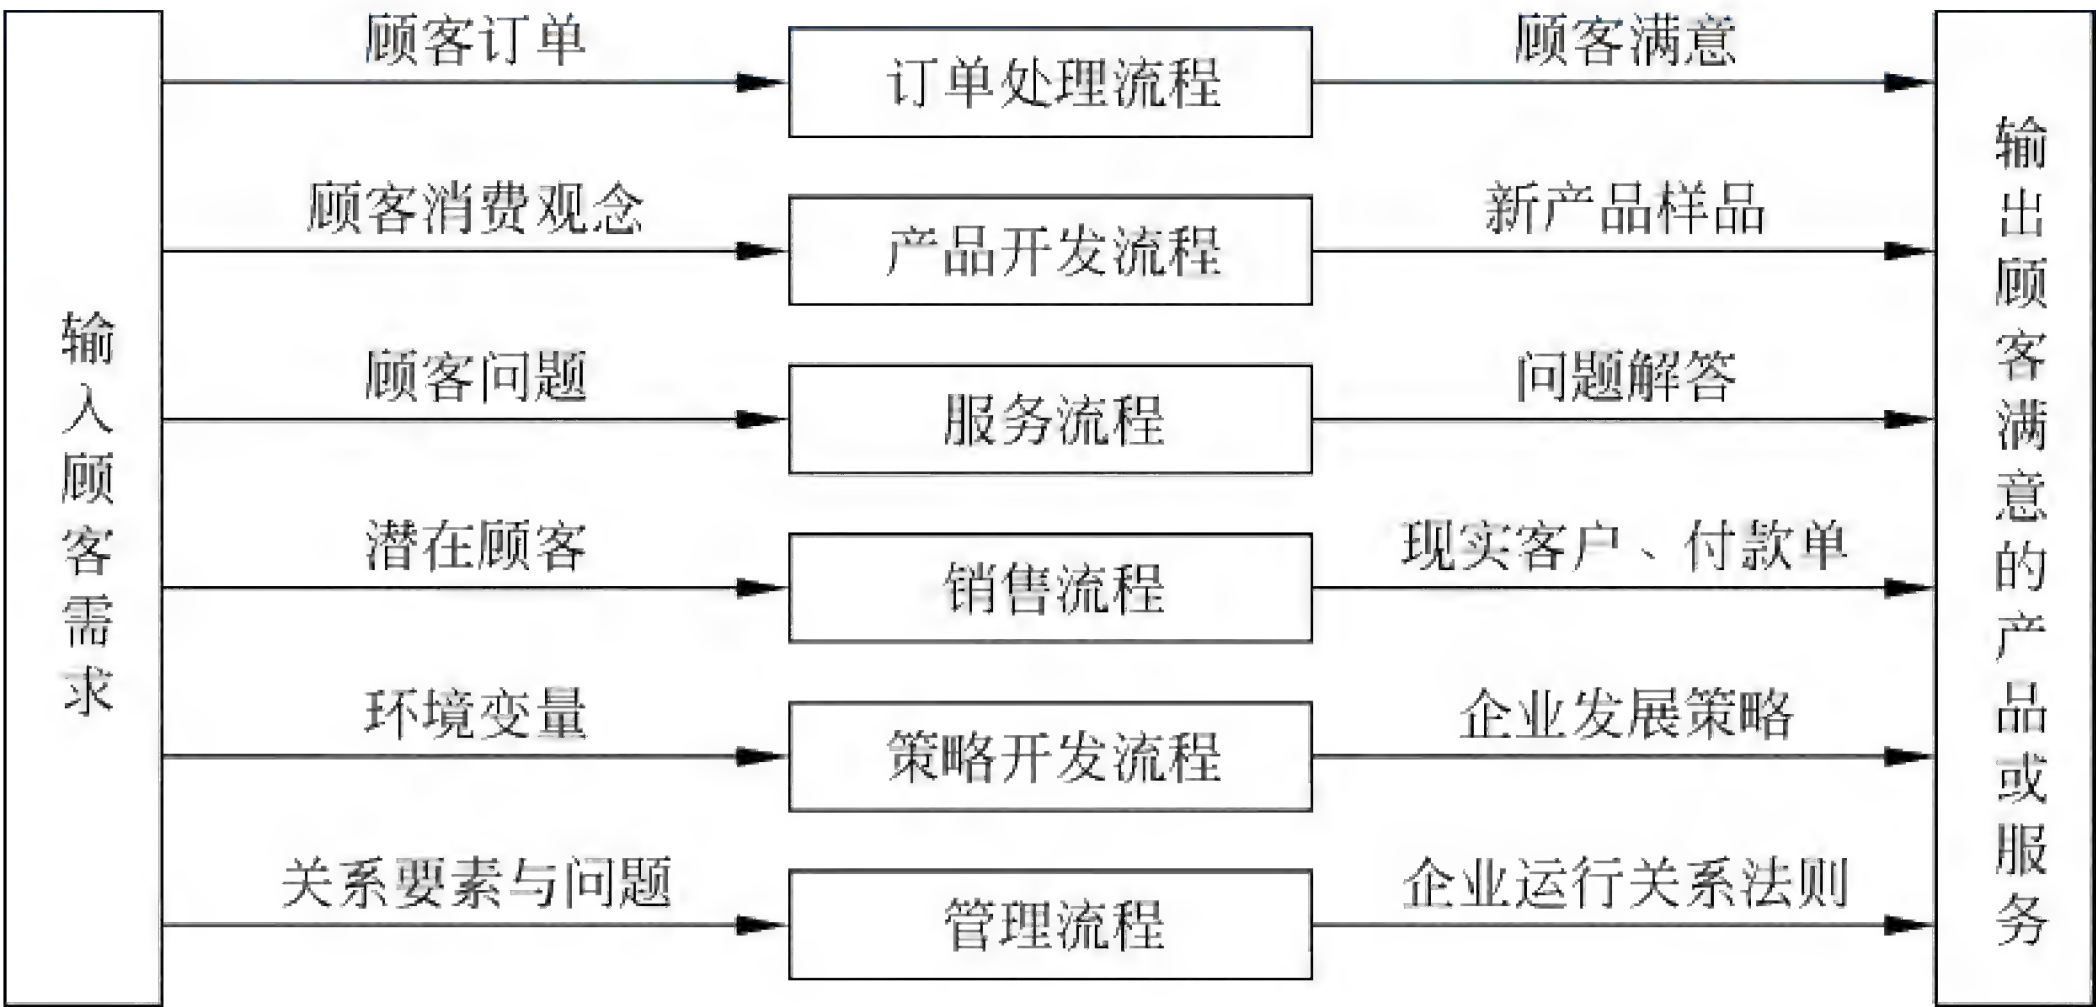 输入顾客需求
顾客订单
订单处理流程
顾客满意
顾客消费观念
产品开发流程
新产品样品
顾客问题
服务流程
问题解答
潜在顾客
销售流程
现实客户、付款单
环境变量
策略开发流程
企业发展策略
关系要素与问题
管理流程
企业运行关系法则
输出顾客满意的产品或服务